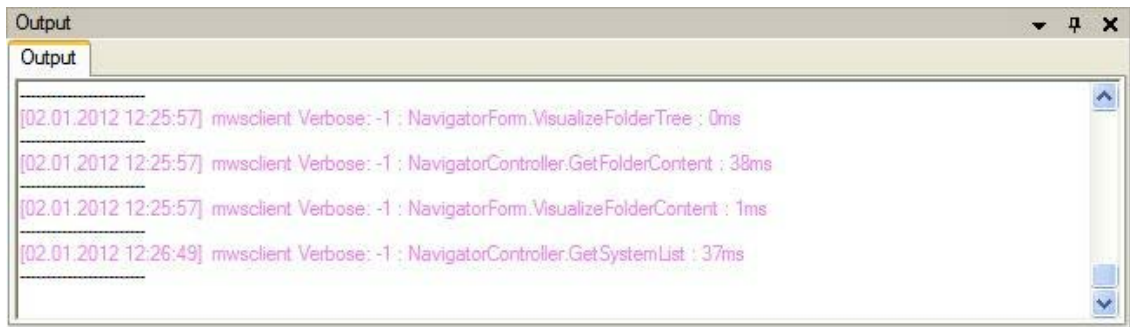 Output
Output
------------------------
[02.01.2012 12:25:57] mwsclient Verbose: -1 : NavigatorForm.VisualizeFolderTree : 0ms
------------------------
[02.01.2012 12:25:57] mwsclient Verbose: -1 : NavigatorController.GetFolderContent : 38ms
------------------------
[02.01.2012 12:25:57] mwsclient Verbose: -1 : NavigatorForm.VisualizeFolderContent : 1ms
------------------------
[02.01.2012 12:26:49] mwsclient Verbose: -1 : NavigatorController.GetSystemList : 37ms
------------------------